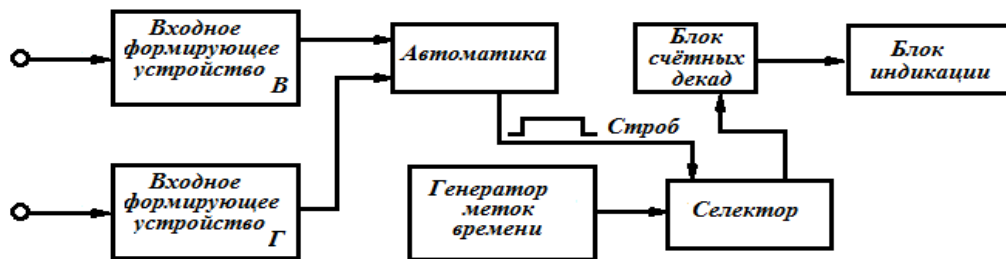 Входное
формирующее
устройство
В
Автоматика
Блок
счётных
декад
Блок
индикации
Строб
Входное
формирующее
устройство
Г
Генератор
меток
времени
Селектор